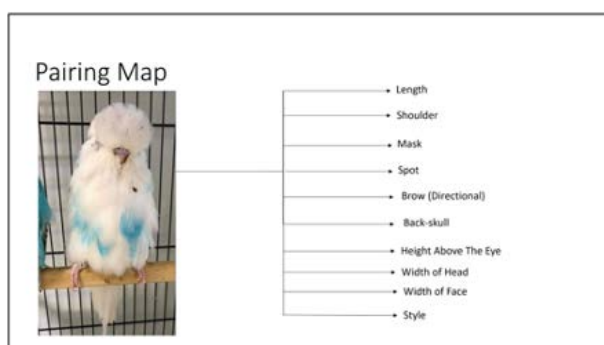 Pairing Map
Length
Shoulder
Mask
Spot
Brow (Directional)
Back-skull
Height Above The Eye
Width of Head
Width of Face
Style